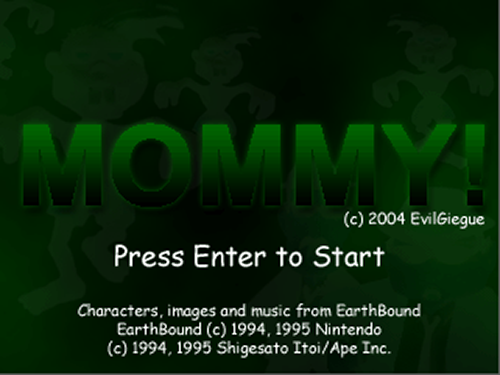 MOMMY!
(c) 2004 EvilGiegue
Press Enter to Start
Characters, images and music from EarthBound
EarthBound (c) 1994, 1995 Nintendo
(c) 1994, 1995 Shigesato Itoi/Ape Inc.